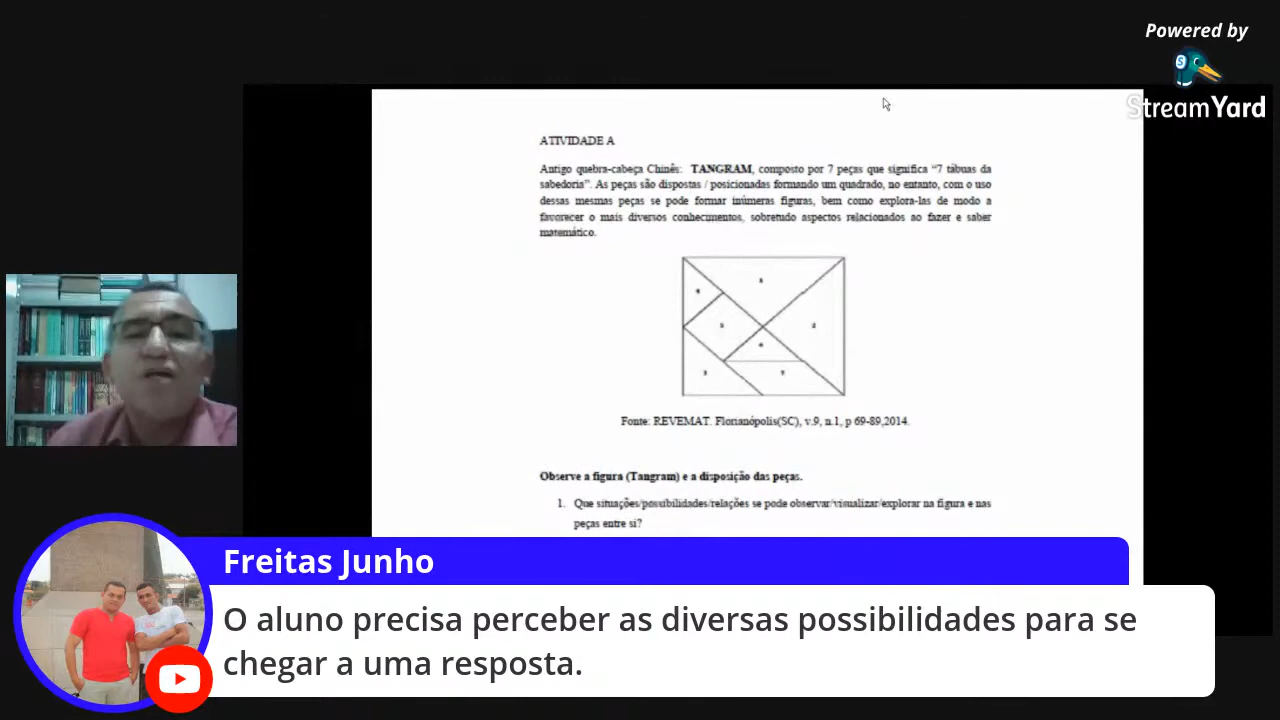 Powered by
StreamYard
ATIVIDADE A
Antigo quebra-cabeça Chinês: TANGRAM, composto por 7 peças que significa “7 tábuas da
sabedoria”. As peças são dispostas / posicionadas formando um quadrado, no entanto, com o uso
dessas mesmas peças se pode formar inúmeras figuras, bem como explora-las de modo a
favorecer o mais diversos conhecimentos, sobretudo aspectos relacionados ao fazer e saber
matemático.
Fonte: REVEMAT. Florianópolis(SC), v.9, n.1, p 69-89,2014.
Observe a figura (Tangram) e a disposição das peças.
1. Que situações/possibilidades/relações se pode observar/visualizar/explorar na figura e nas
peças entre si?
Freitas Junho
O aluno precisa perceber as diversas possibilidades para se
chegar a uma resposta.